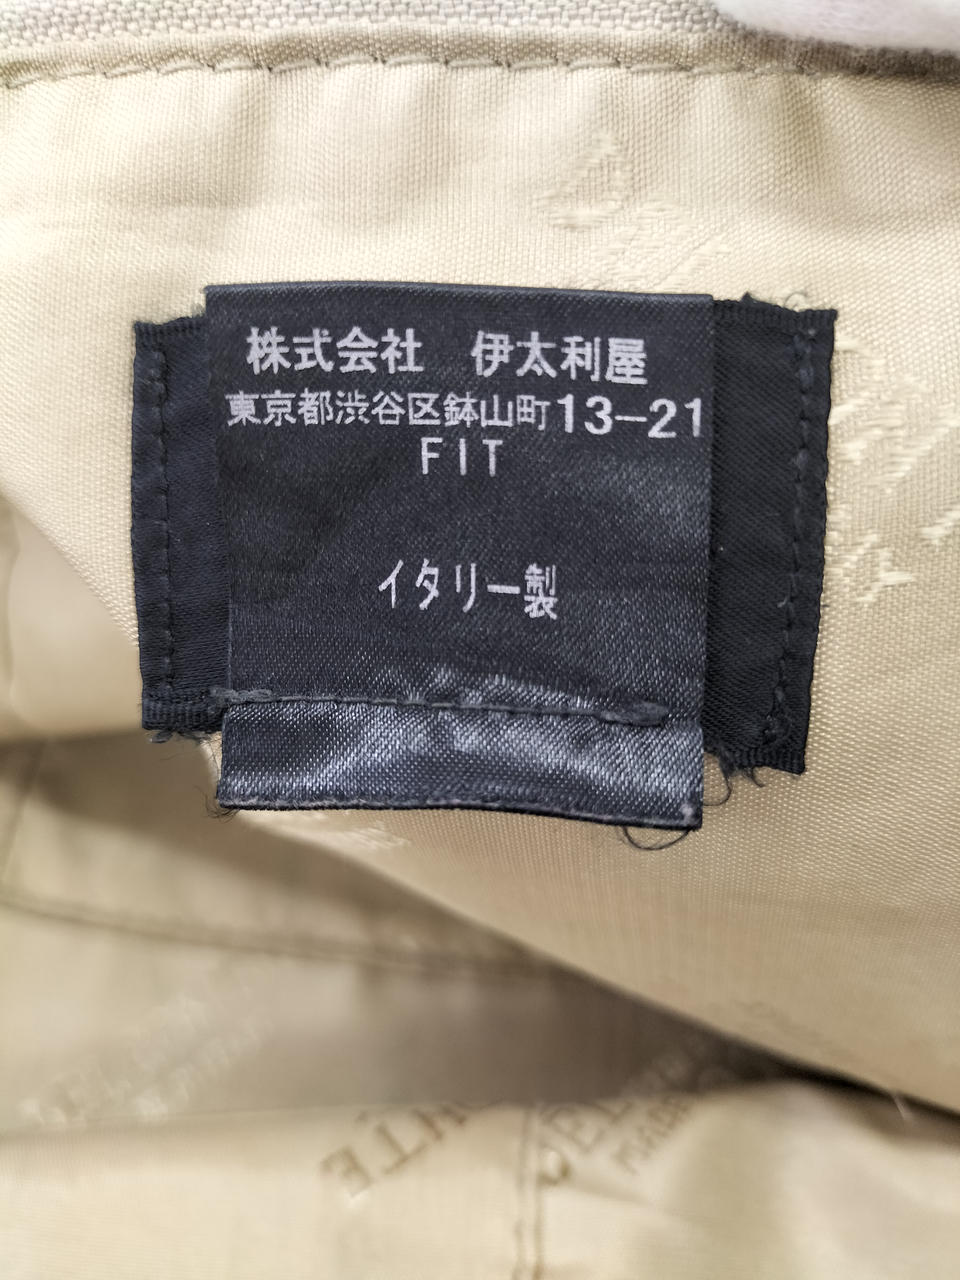 株式会社　伊太利屋
東京都渋谷区鉢山町13−21
FIT
イタリー製